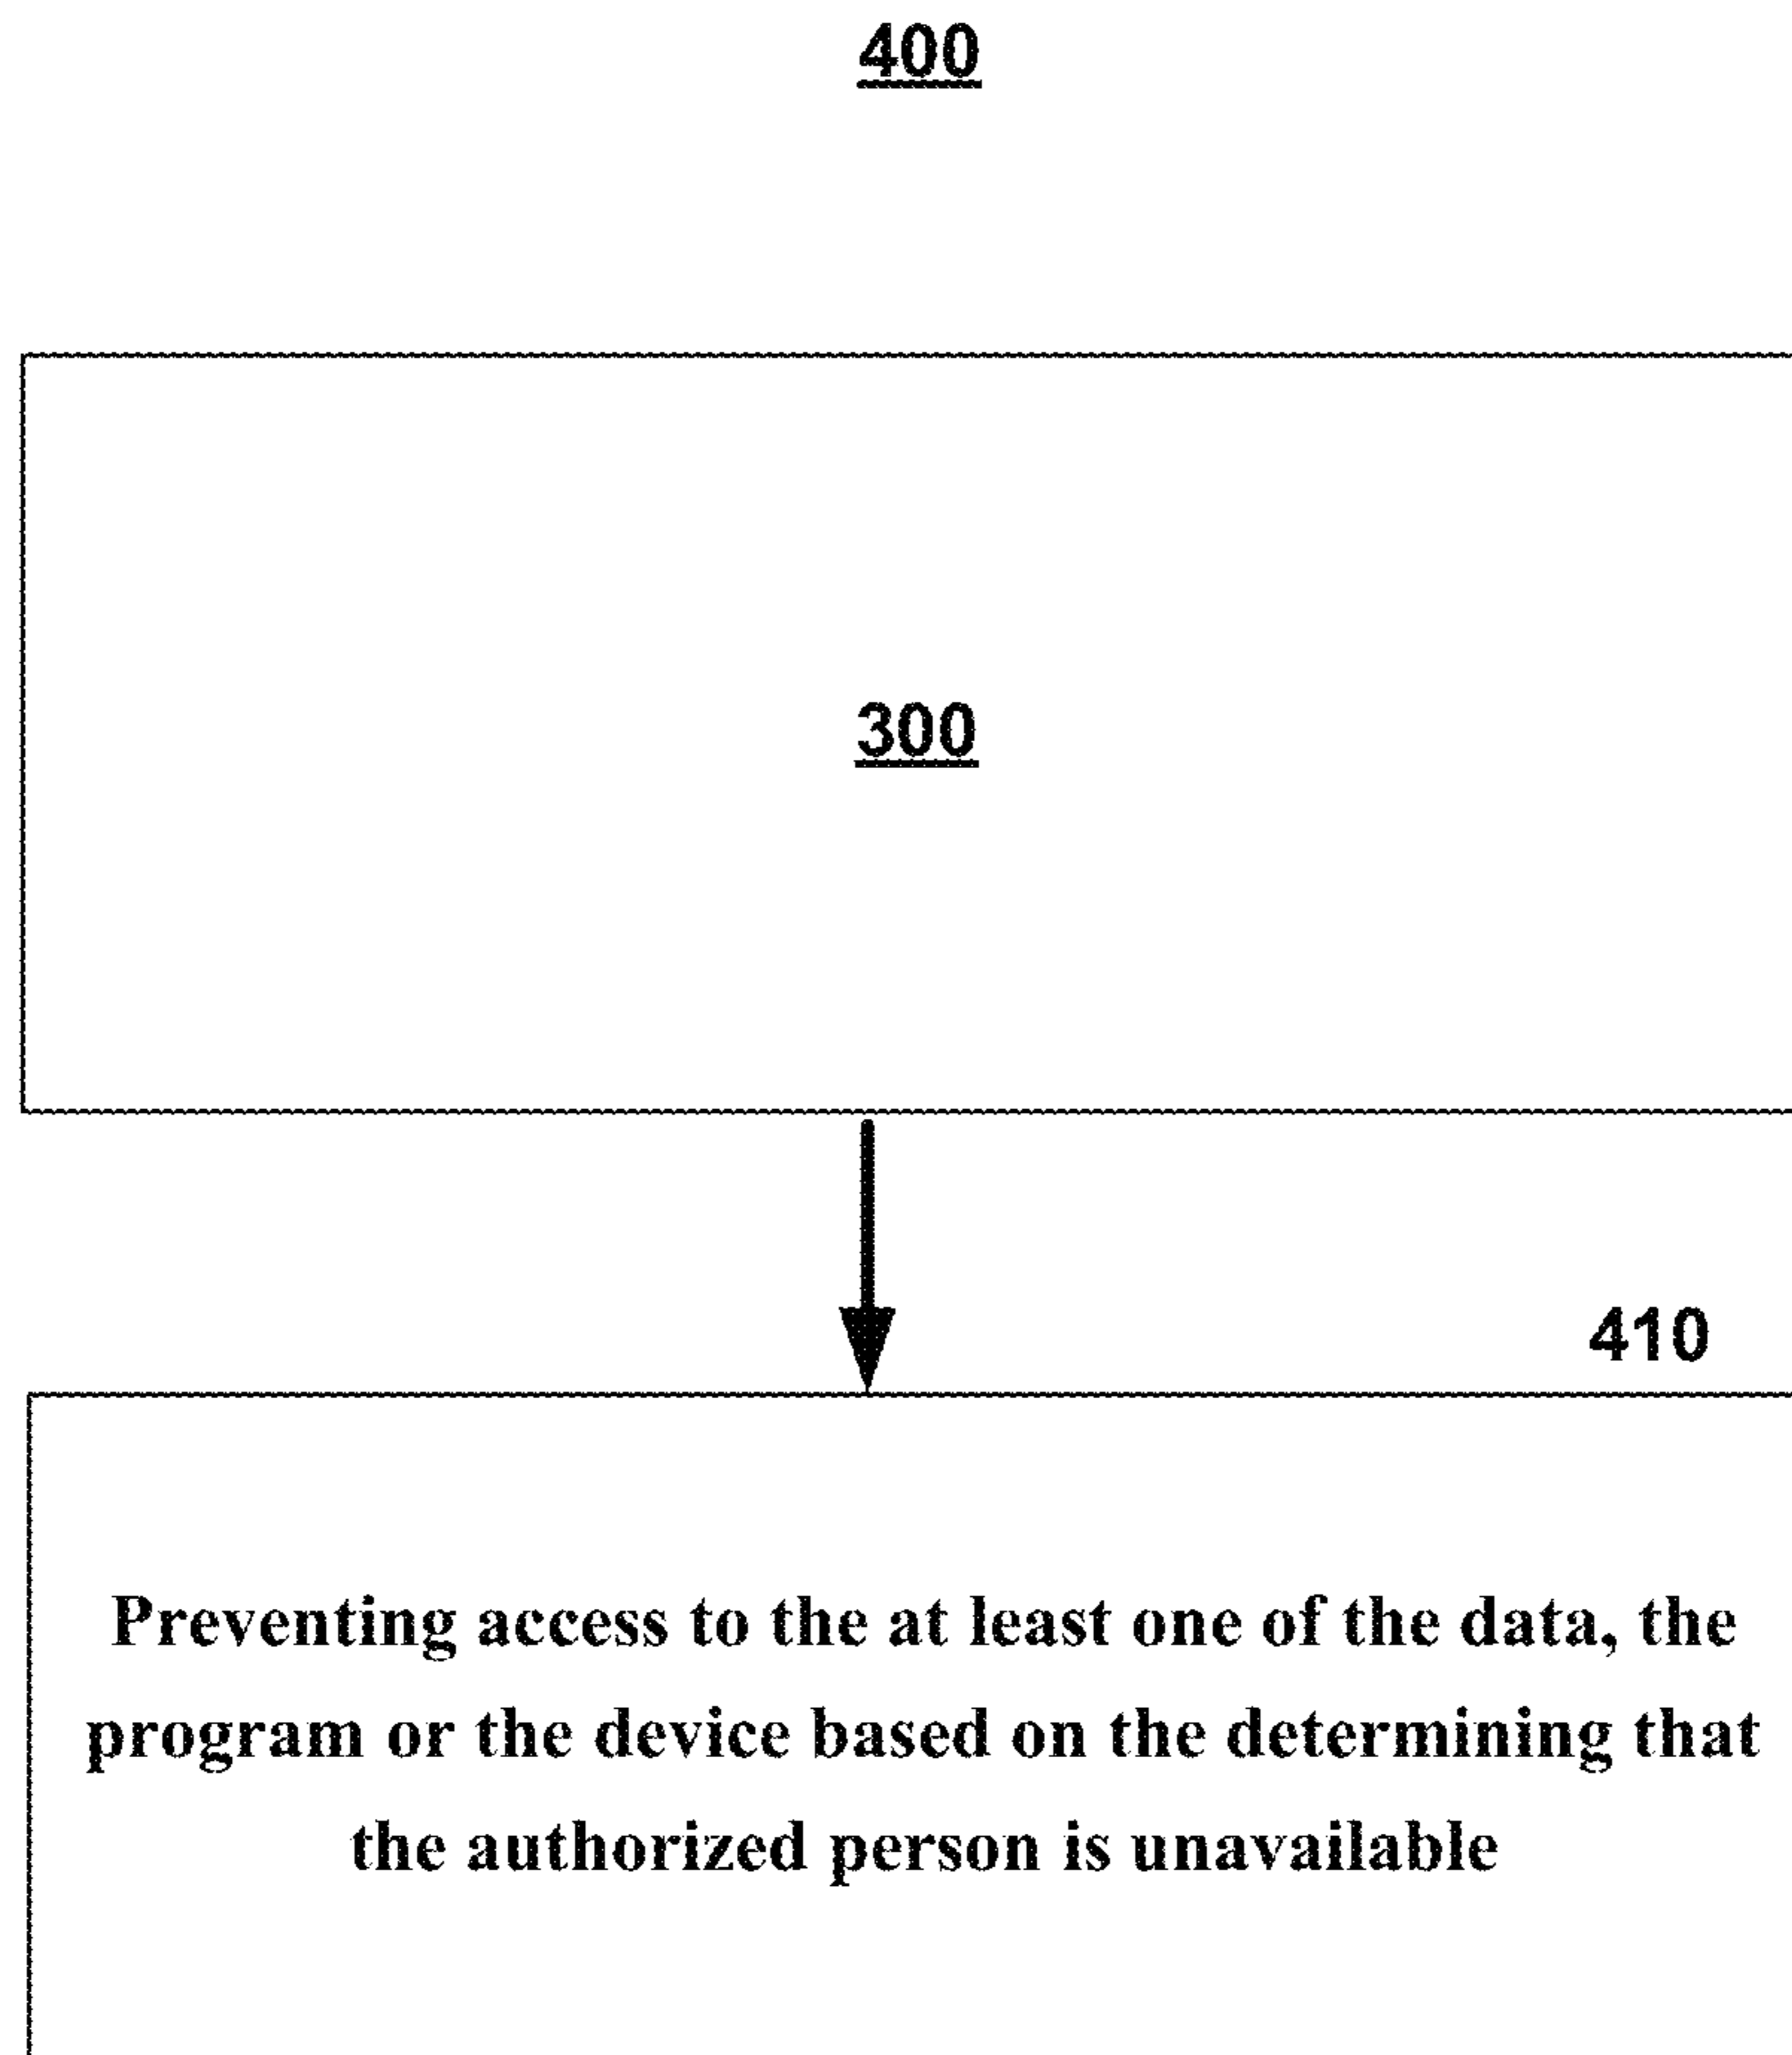 400
300
410
Preventing access to the at least one of the data, the
program or the device based on the determining that
the authorized person is unavailable